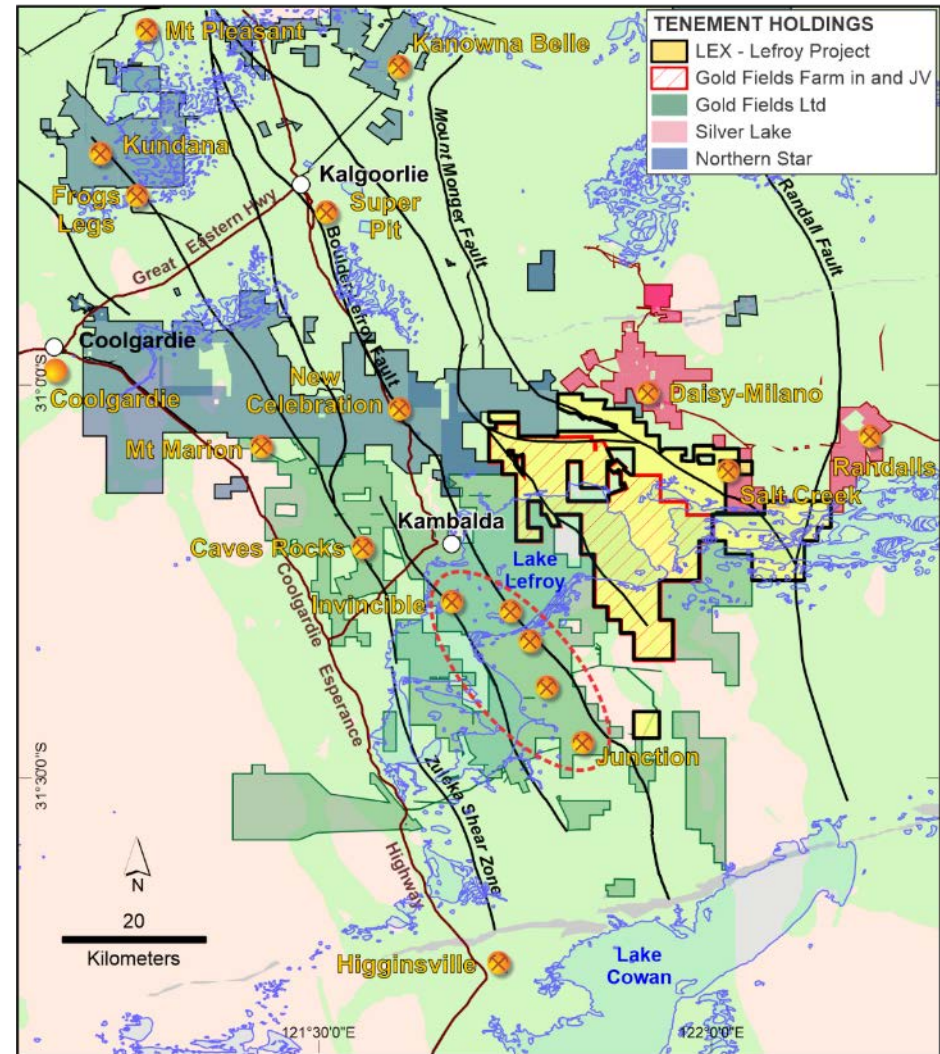 TENEMENT HOLDINGS
LEX - Lefroy Project
Gold Fields Farm in and JV
Gold Fields Ltd
Silver Lake
Northern Star
Mt Pleasant
Kanowna Belle
Mount Monger Fault
Kundana
Kalgoorlie
Frogs
Legs
Super
Pit
Randall Fault
Great Eastern Hwy
Boulder-Lefroy Fault
Coolgardie
Coolgardie
31°0'0"S
New
Celebration
Daisy-Milano
Mt Marion
Randalls
Salt Creek
Kambalda
Caves Rocks
Lake
Lefroy
Invincible
Coolgardie Esperance Highway
Junction
31°30'0"S
Zuleka Shear Zone
N
20
Kilometers
Higginsville
Lake
Cowan
121°30'0"E
122°0'0"E